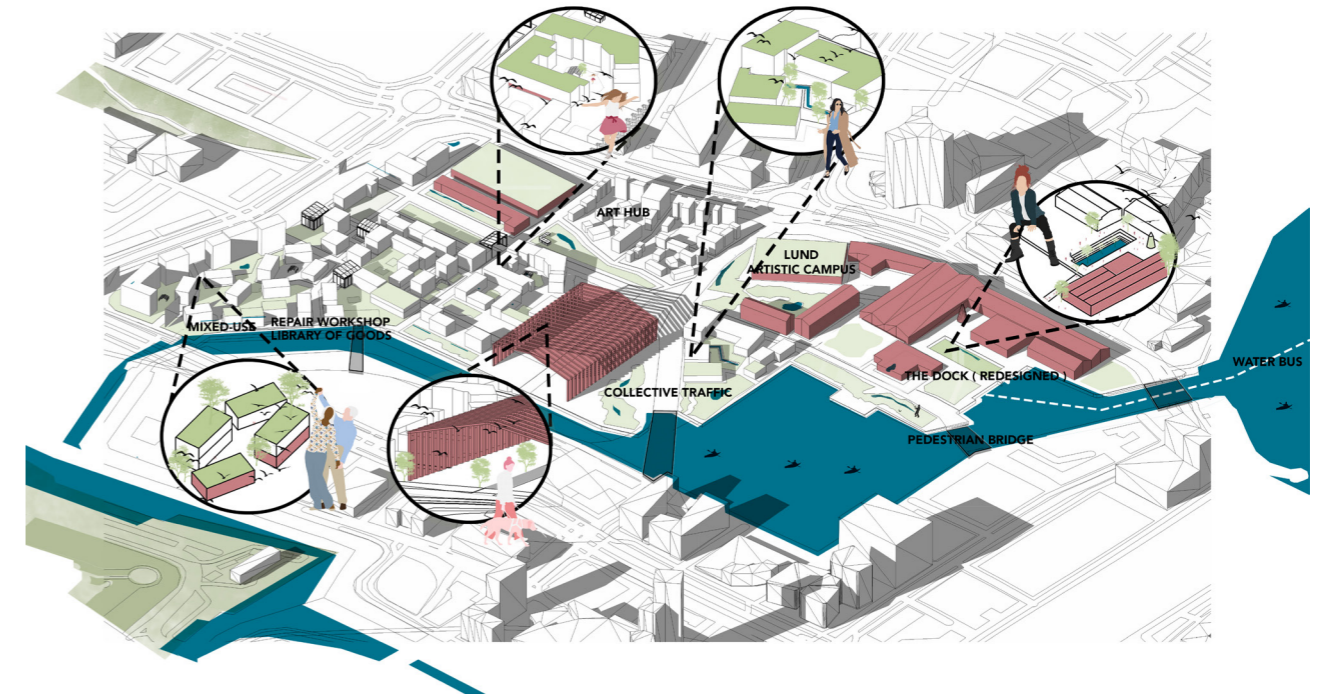 ART HUB
LUND
ARTISTIC CAMPUS
MIXED-USE
REPAIR WORKSHOP
LIBRARY OF GOODS
WATER BUS
THE DOCK ( REDESIGNED )
COLLECTIVE TRAFFIC
PEDESTRIAN BRIDGE